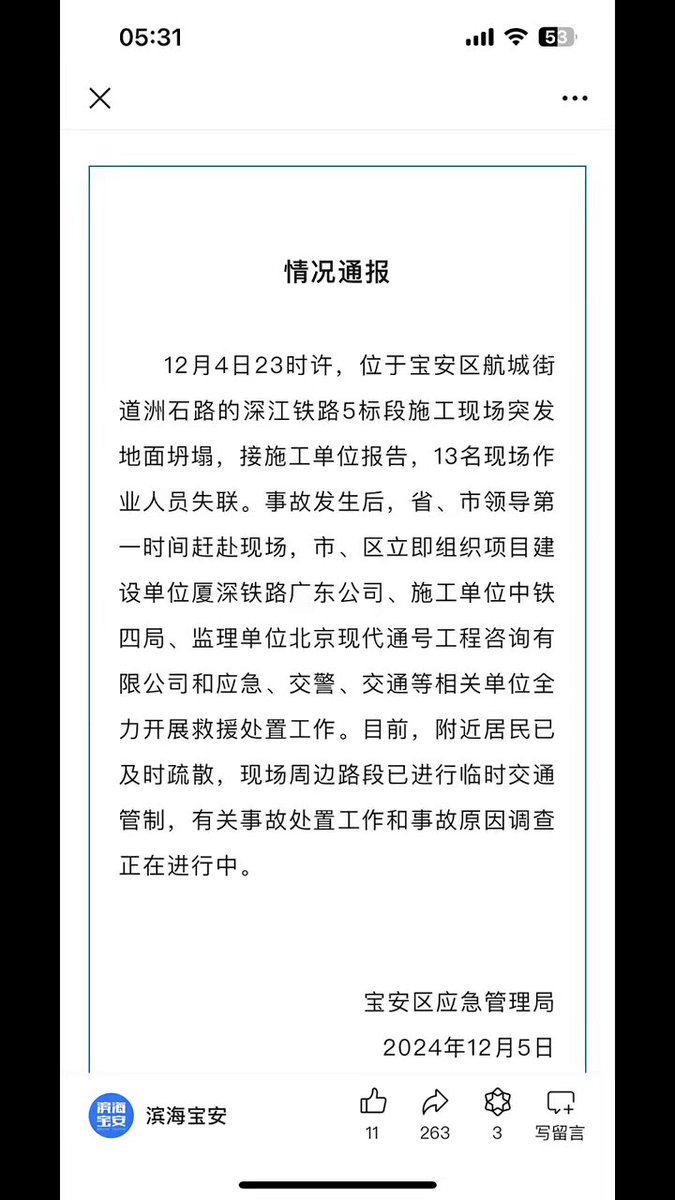 05:31
53
情况通报
12月4日23时许，位于宝安区航城街
道洲石路的深江铁路5标段施工现场突发
地面坍塌，接施工单位报告，13名现场作
业人员失联。事故发生后，省、市领导第
一时间赶赴现场，市、区立即组织项目建
设单位厦深铁路广东公司、施工单位中铁
四局、监理单位北京现代通号工程咨询有
限公司和应急、交警、交通等相关单位全
力开展救援处置工作。目前，附近居民已
及时疏散，现场周边路段已进行临时交通
管制，有关事故处置工作和事故原因调查
正在进行中。
宝安区应急管理局
2024年12月5日
滨海
宝安
滨海宝安
11
263
3
写留言